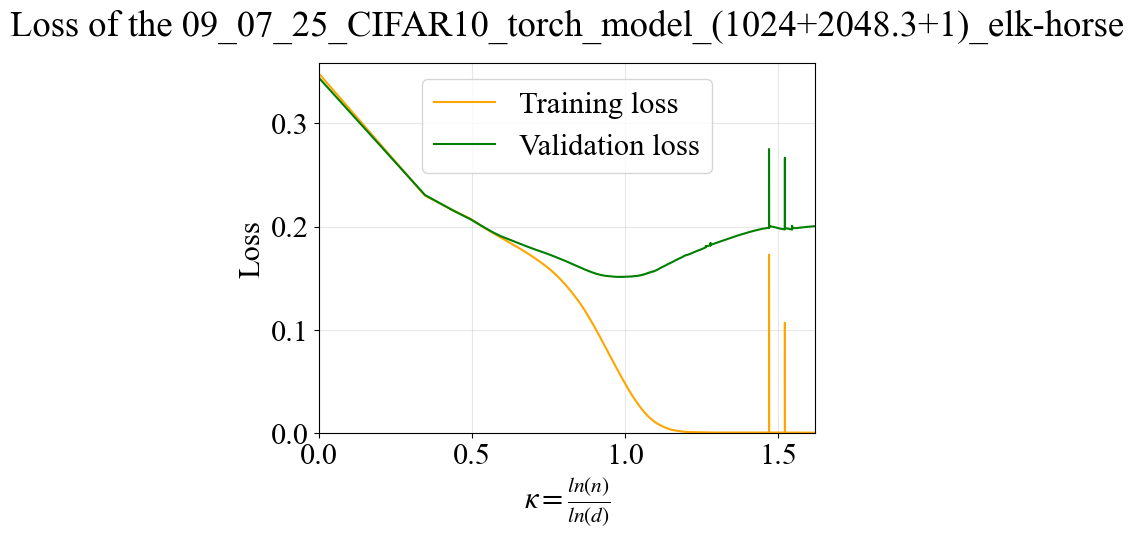 Loss of the 09_07_25_CIFAR10_torch_model_(1024+2048.3+1)_elk-horse
Training loss
Validation loss
Loss
0.3
0.2
0.1
0.0
0.0 0.5 1.0 1.5
κ = ln(n)/ln(d)